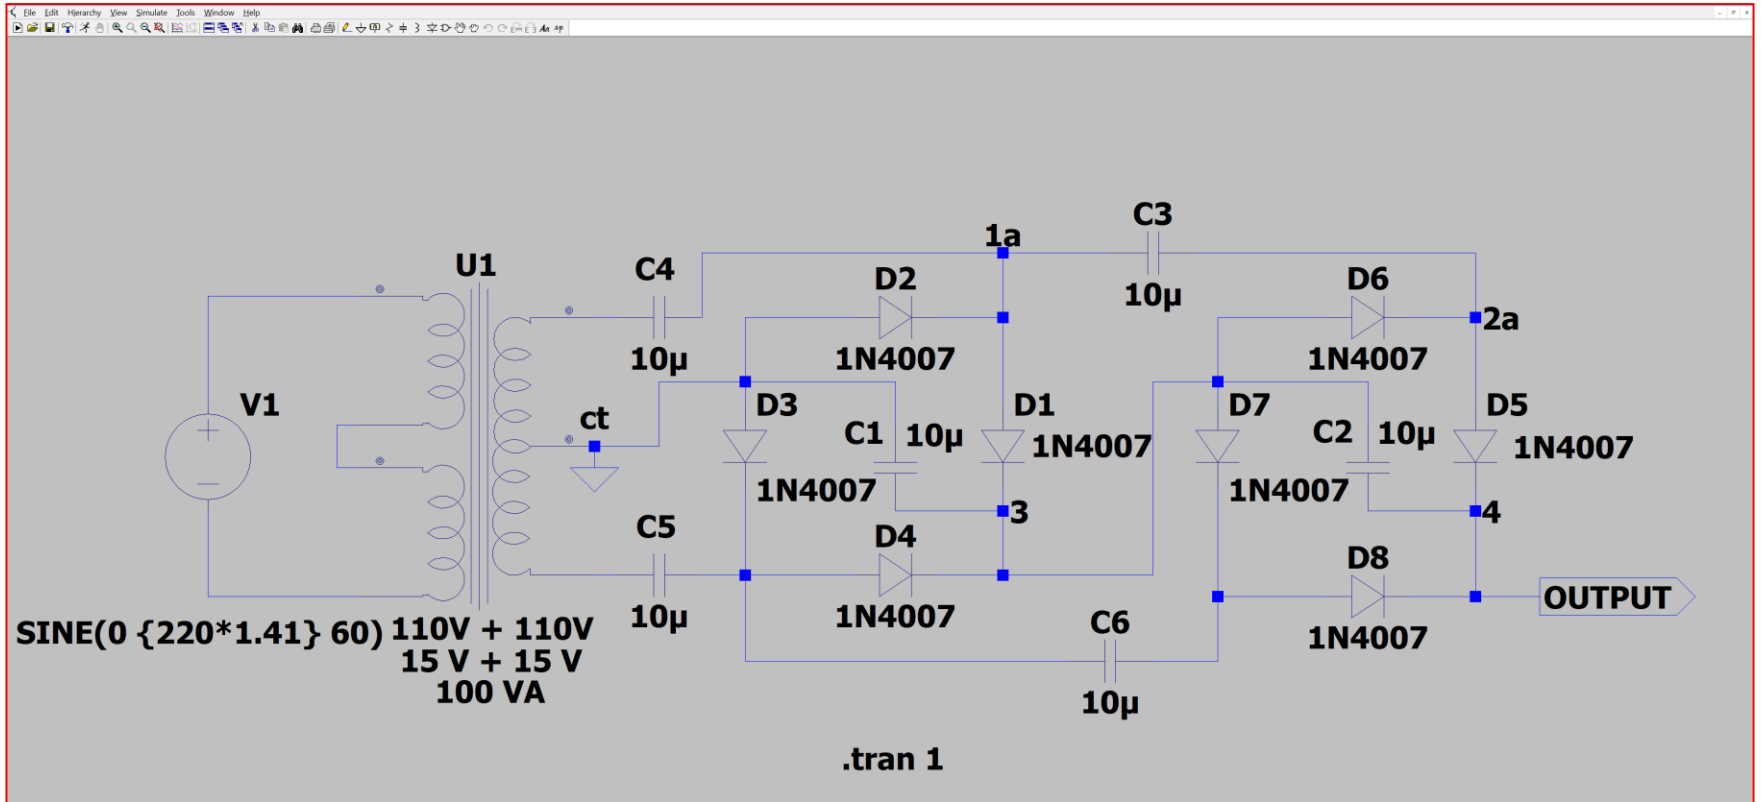 File Edit Hierarchy View Simulate Tools Window Help
C3
1a
U1
C4
D2
D6
10µ
2a
10µ
1N4007
1N4007
V1
ct
D3
D1
D7
D5
C1 10µ
C2 10µ
1N4007
1N4007
1N4007
1N4007
3
4
C5
D4
D8
OUTPUT
10µ
1N4007
C6
1N4007
SINE(0 {220*1.41} 60)
110V + 110V
15 V + 15 V
100 VA
10µ
.tran 1